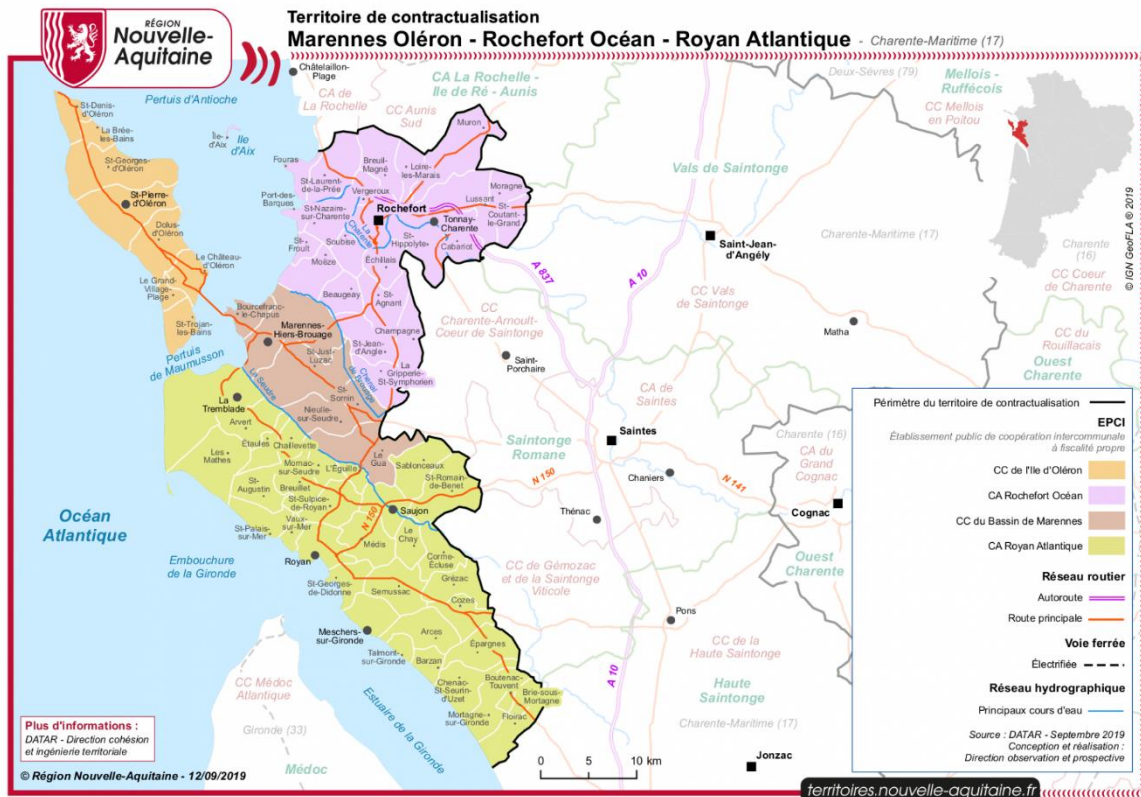 RÉGION
Nouvelle-
Aquitaine
Territoire de contractualisation
Marennes Oléron - Rochefort Océan - Royan Atlantique - Charente-Maritime (17)
Châtelaillon-
Plage
CA de
La Rochelle
CA La Rochelle -
Ile de Ré - Aunis
CC Aunis
Sud
Deux-Sèvres (79)
Mellois -
Ruffécois
CC Mellois
en Poitou
Pertuis d'Antioche
St-Denis-
d'Oléron
La Brée-
les-Bains
St-Georges-
d'Oléron
St-Pierre-
d'Oléron
Dolus-
d'Oléron
Le Château-
d'Oléron
Le Grand-
Village-
Plage
St-Trojan-
les-Bains
Île-
d'Aix
Ile
d'Aix
Fouras
Port-des-
Barques
St-Laurent-
de-la-Prée
Breuil-
Magné
Loire-
les-Marais
Muron
Vergeroux
Rochefort
La Charente
St-Nazaire-
sur-Charente
Soubise
St-
Froult
Moëze
Échillais
St-
Hippolyte
Tonnay-
Charente
Cabariot
Lussant
Moragne
St-
Coutant-
le-Grand
Beaugeay
St-
Agnant
Champagne
St-Jean-
d'Angle
La
Gripperie-
St-Symphorien
Bourcefranc-
le-Chapus
Marennes-
Hiers-Brouage
St-Just-
Luzac
Chenal
de Brouage
St-
Sornin
Nieulle-
sur-Seudre
Le
Gua
Pertuis
de Maumusson
La Seudre
La
Tremblade
Arvert
Étaules
Chaillevette
Les
Mathes
Mornac-
sur-Seudre
L'Éguille
Breuillet
St-
Augustin
St-Sulpice-
de-Royan
St-Palais-
sur-Mer
Vaux-
sur-Mer
Royan
N 150
Médis
Saujon
Sablonceaux
St-Romain-
de-Benet
Le
Chay
Corme-
Écluse
Grézac
St-Georges-
de-Didonne
Semussac
Cozes
Meschers-
sur-Gironde
Arces
Épargnes
Talmont-
sur-Gironde
Barzan
Chenac-
St-Seurin-
d'Uzet
Boutenac-
Touvent
Brie-sous-
Mortagne
Mortagne-
sur-Gironde
Floirac
Océan
Atlantique
Embouchure
de la Gironde
Estuaire de la Gironde
CC Médoc
Atlantique
Gironde (33)
Médoc
Vals de Saintonge
Saint-Jean-
d'Angély
Charente-Maritime (17)
A 837
A 10
CC Vals
de Saintonge
Matha
CC
Charente-Arnoult-
Coeur de Saintonge
Saint-
Porchaire
CA de
Saintes
Saintes
Saintonge
Romane
N 150
Chaniers
N 141
Thénac
Charente (16)
CA du
Grand
Cognac
Cognac
Ouest
Charente
CC de Gémozac
et de la Saintonge
Viticole
Pons
A 10
CC de la
Haute Saintonge
Haute
Saintonge
Charente-Maritime (17)
Jonzac
Charente
(16)
CC Coeur
de Charente
CC du
Rouillacais
Ouest
Charente
© IGN GeoFLA ® 2019
Périmètre du territoire de contractualisation
EPCI
Établissement public de coopération intercommunale
à fiscalité propre
CC de l'Ile d'Oléron
CA Rochefort Océan
CC du Bassin de Marennes
CA Royan Atlantique
Réseau routier
Autoroute
Route principale
Voie ferrée
Électrifiée
Réseau hydrographique
Principaux cours d'eau
Source : DATAR - Septembre 2019
Conception et réalisation :
Direction observation et prospective
Plus d'informations :
DATAR - Direction cohésion
et ingénierie territoriale
© Région Nouvelle-Aquitaine - 12/09/2019
0 5 10 km
territoires.nouvelle-aquitaine.fr